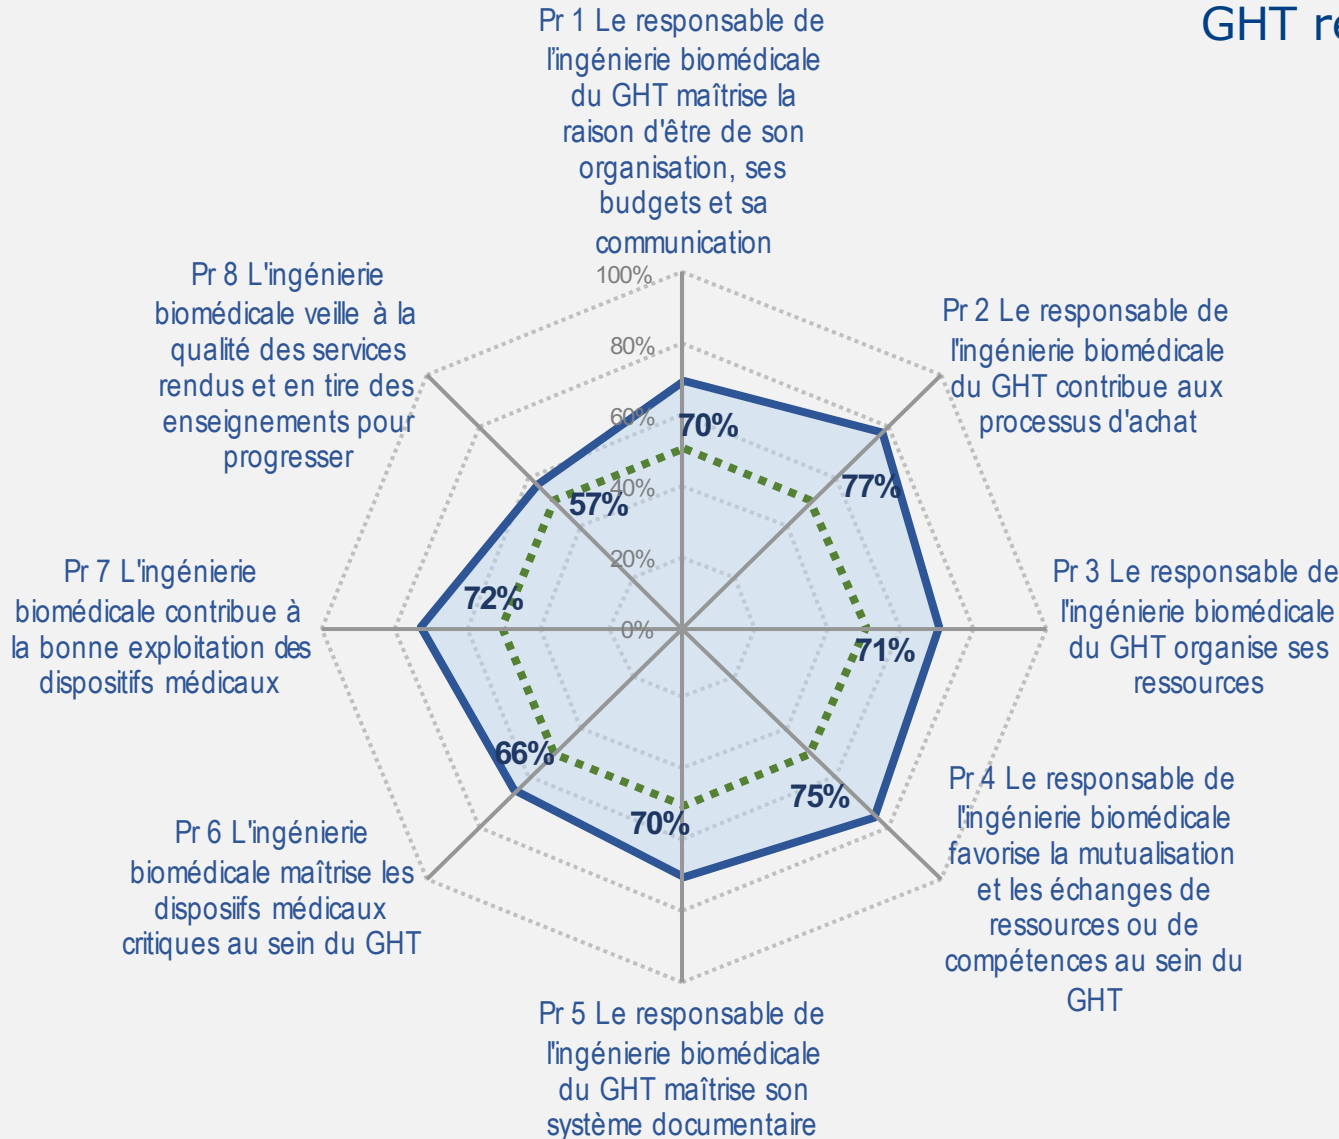 GHT re
Pr 1 Le responsable de
l'ingénierie biomédicale
du GHT maîtrise la
raison d'être de son
organisation, ses
budgets et sa
communication
Pr 2 Le responsable de
l'ingénierie biomédicale
du GHT contribue aux
processus d'achat
Pr 3 Le responsable de
l'ingénierie biomédicale
du GHT organise ses
ressources
Pr 4 Le responsable de
l'ingénierie biomédicale
favorise la mutualisation
et les échanges de
ressources ou de
compétences au sein du
GHT
Pr 5 Le responsable de
l'ingénierie biomédicale
du GHT maîtrise son
système documentaire
Pr 6 L'ingénierie
biomédicale maîtrise les
disposiifs médicaux
critiques au sein du GHT
Pr 7 L'ingénierie
biomédicale contribue à
la bonne exploitation des
dispositifs médicaux
Pr 8 L'ingénierie
biomédicale veille à la
qualité des services
rendus et en tire des
enseignements pour
progresser
100%
80%
60%
40%
20%
0%
70%
77%
71%
75%
70%
66%
72%
57%